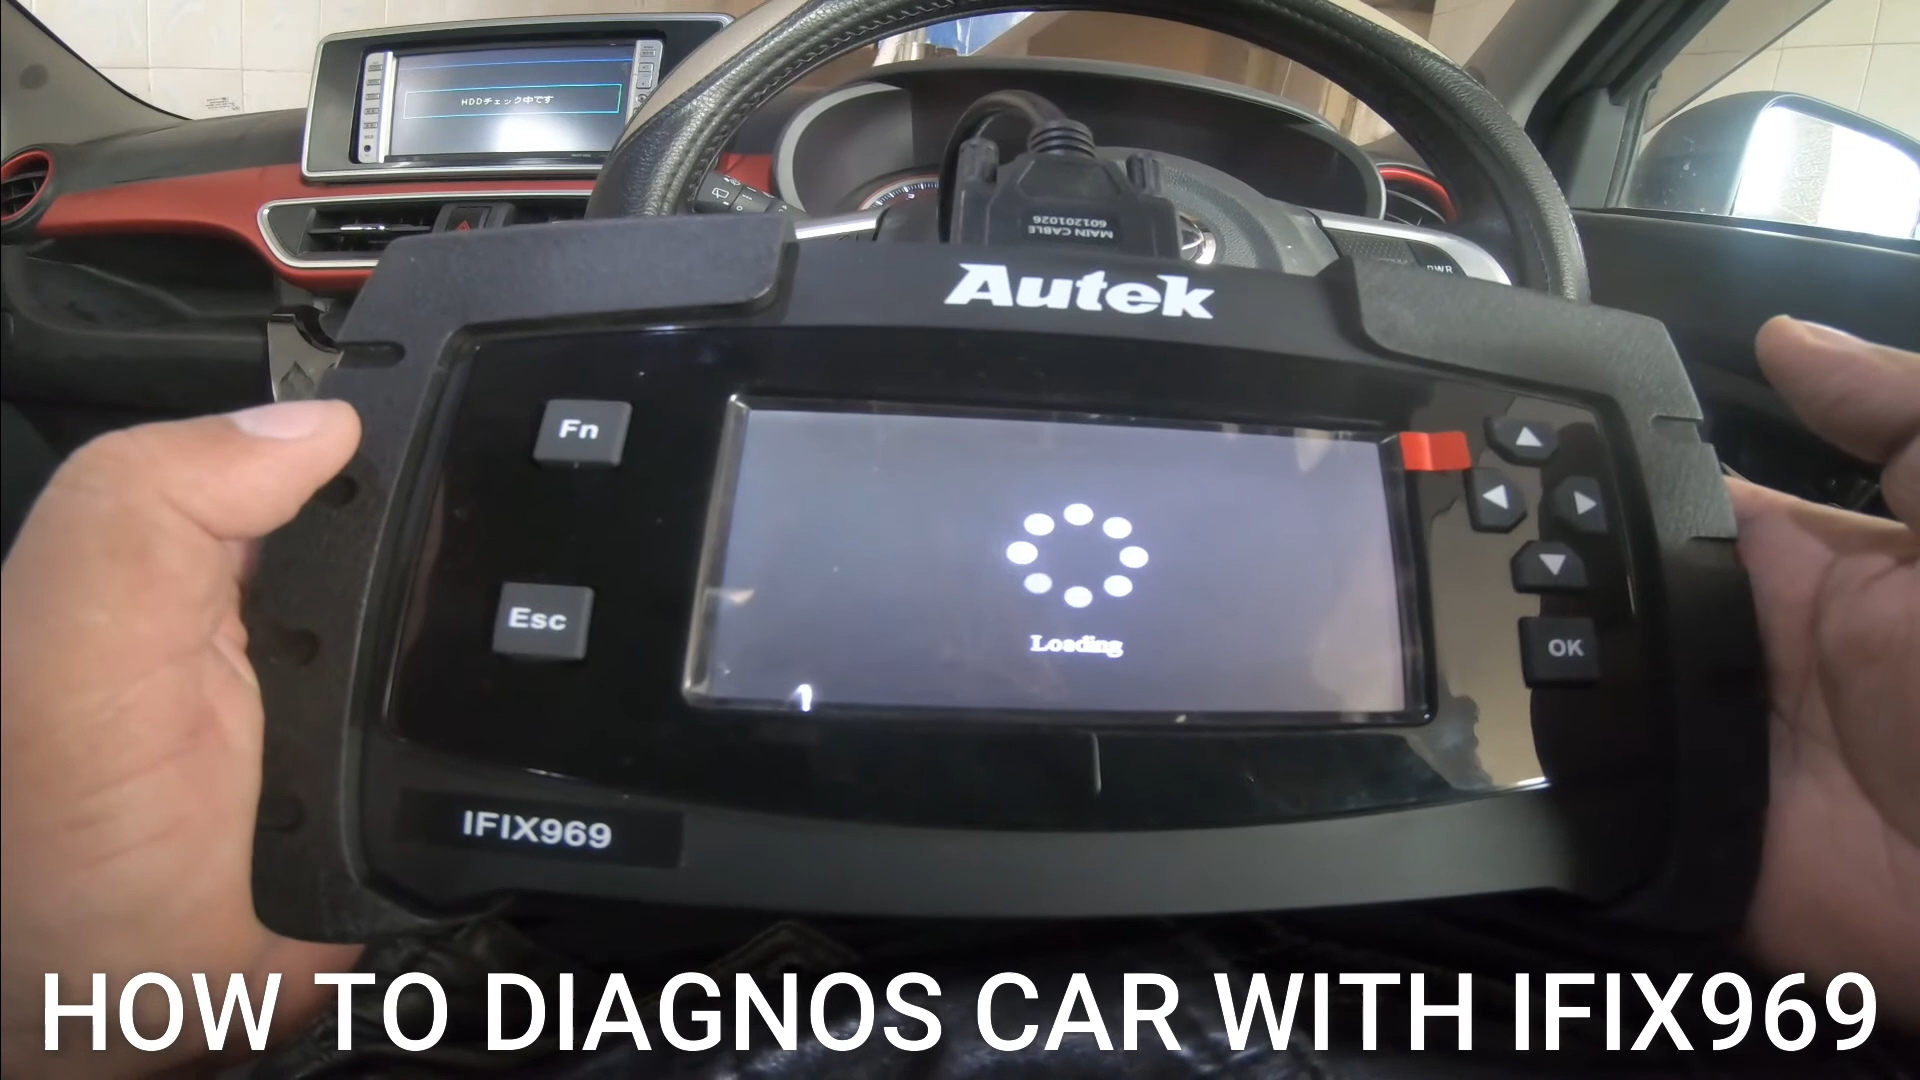 HDDチェック中です
MAIN CABLE
601201026
PWR
Autek
Fn
Esc
Loading
OK
IFIX969
HOW TO DIAGNOS CAR WITH IFIX969